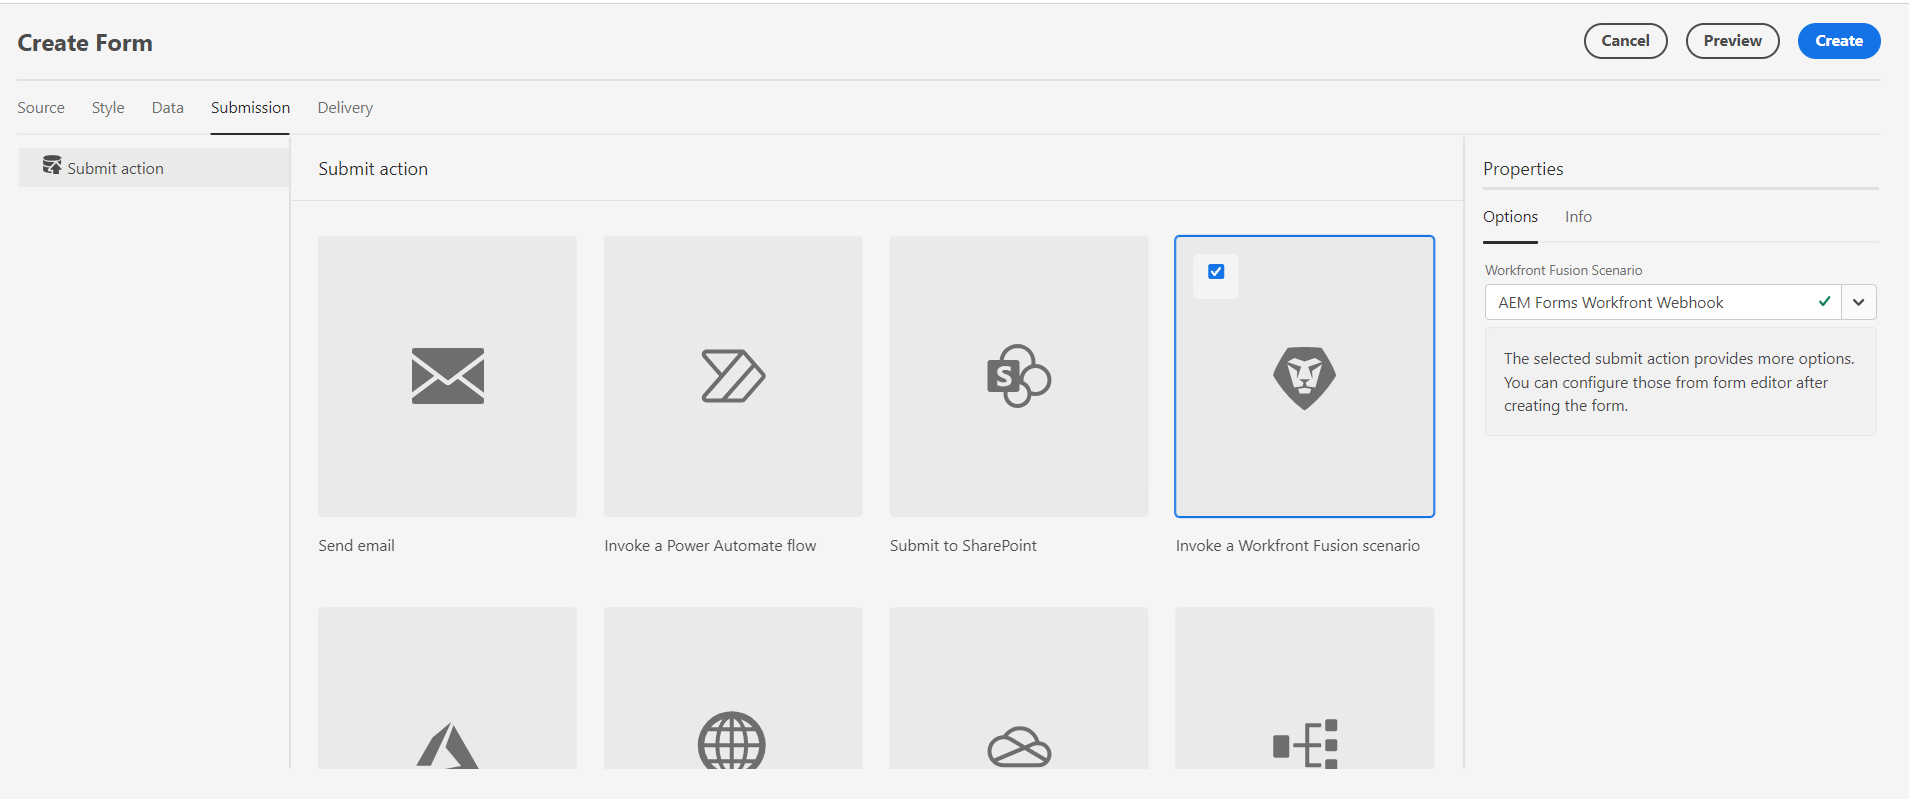 Create Form
Cancel
Preview
Create
Source
Style
Data
Submission
Delivery
Submit action
Submit action
Send email
Invoke a Power Automate flow
S
Submit to SharePoint
Invoke a Workfront Fusion scenario
Properties
Options
Info
Workfront Fusion Scenario
AEM Forms Workfront Webhook
The selected submit action provides more options.
You can configure those from form editor after
creating the form.